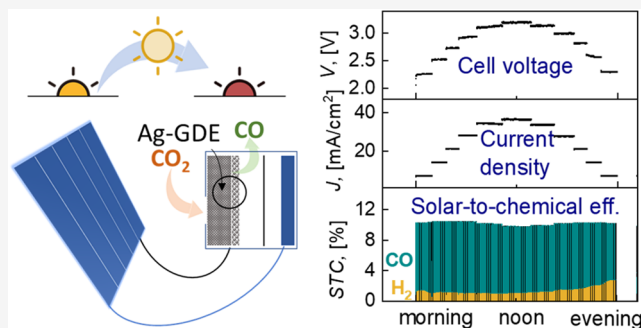 Ag-GDE
CO
CO2
V, [V]
3.0
2.5
2.0
Cell voltage
J, [mA/cm2]
40
20
Current
density
STC, [%]
12
8
4
0
Solar-to-chemical eff.
CO
H2
morning noon evening